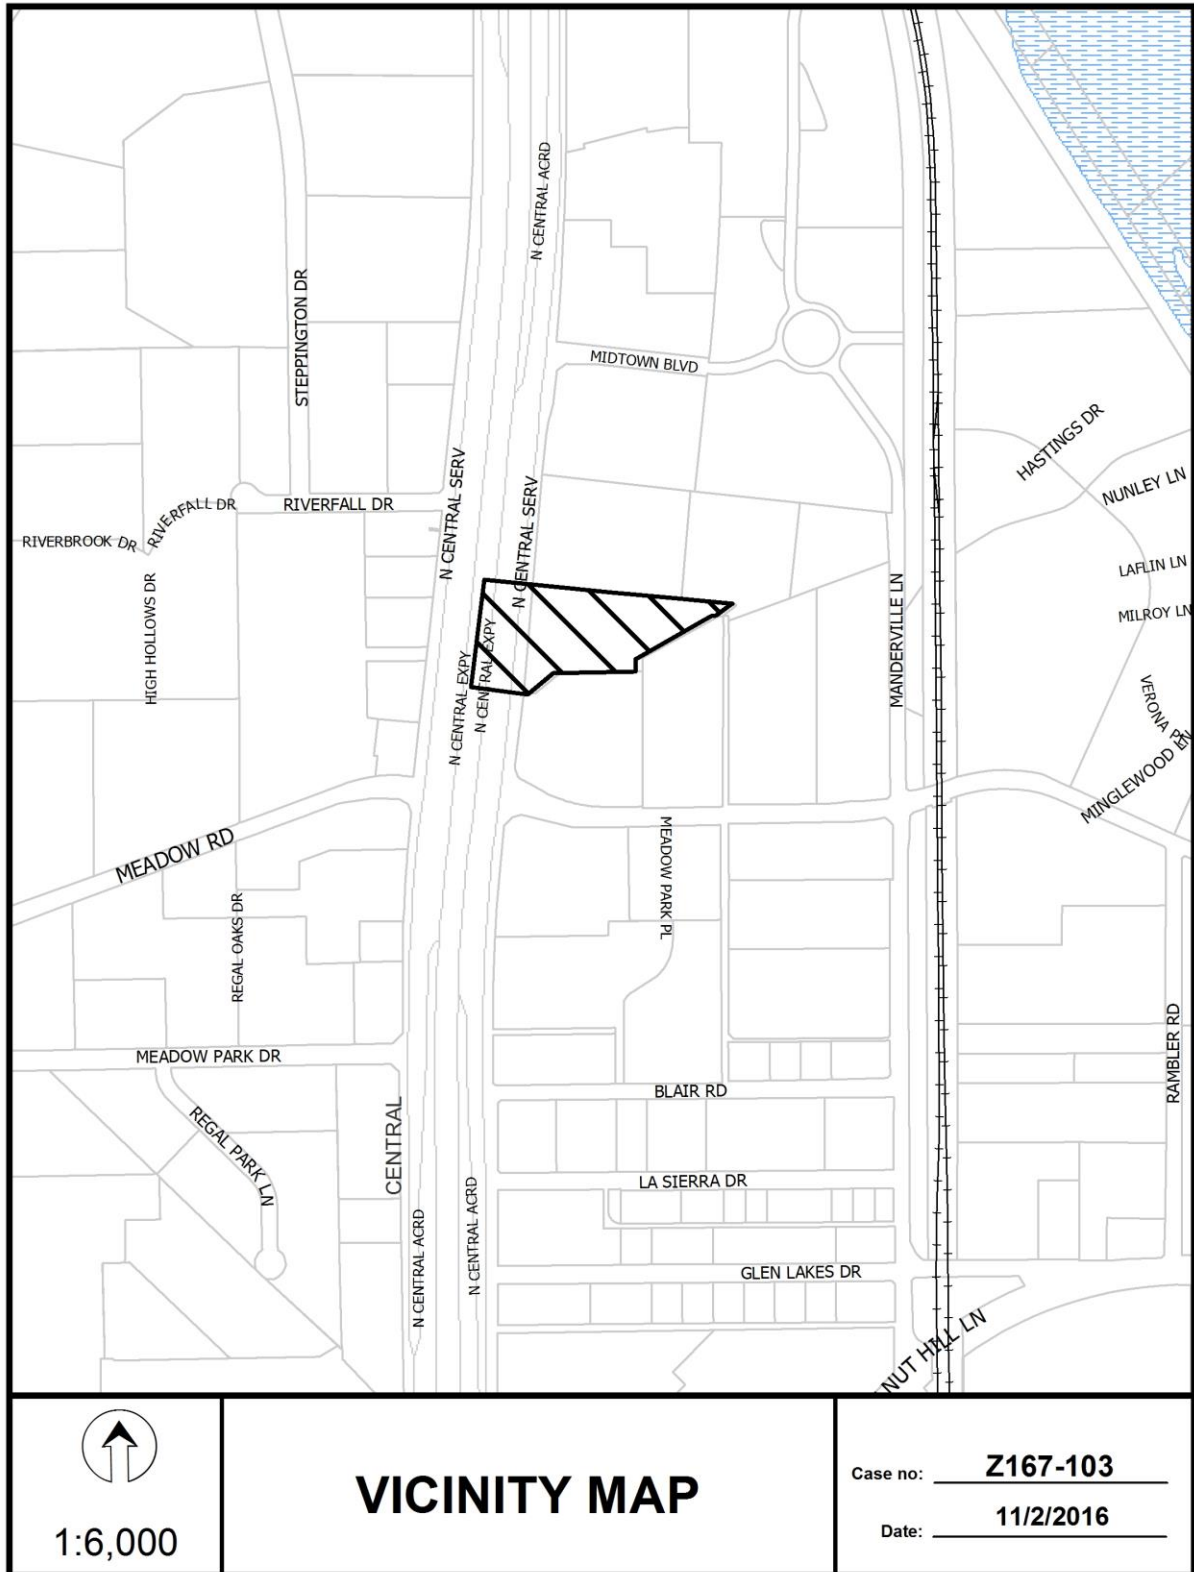 N CENTRAL ACRD
STEPPINGTON DR
MIDTOWN BLVD
HASTINGS DR
NUNLEY LN
N CENTRAL SERV
N CENTRAL SERV
RIVERFALL DR
RIVERFALL DR
RIVERBROOK DR
LAFLIN LN
HIGH HOLLOWS DR
MANDERVILLE LN
MILROY LN
N CENTRAL EXPY
N CENTRAL EXPY
VERONA PL
MINGLEWOOD LN
MEADOW RD
MEADOW PARK PL
REGAL OAKS DR
MEADOW PARK DR
RAMBLER RD
BLAIR RD
CENTRAL
REGAL PARK LN
LA SIERRA DR
N CENTRAL ACRD
N CENTRAL ACRD
GLEN LAKES DR
NUT HILL LN
1:6,000
VICINITY MAP
Case no: Z167-103
Date: 11/2/2016